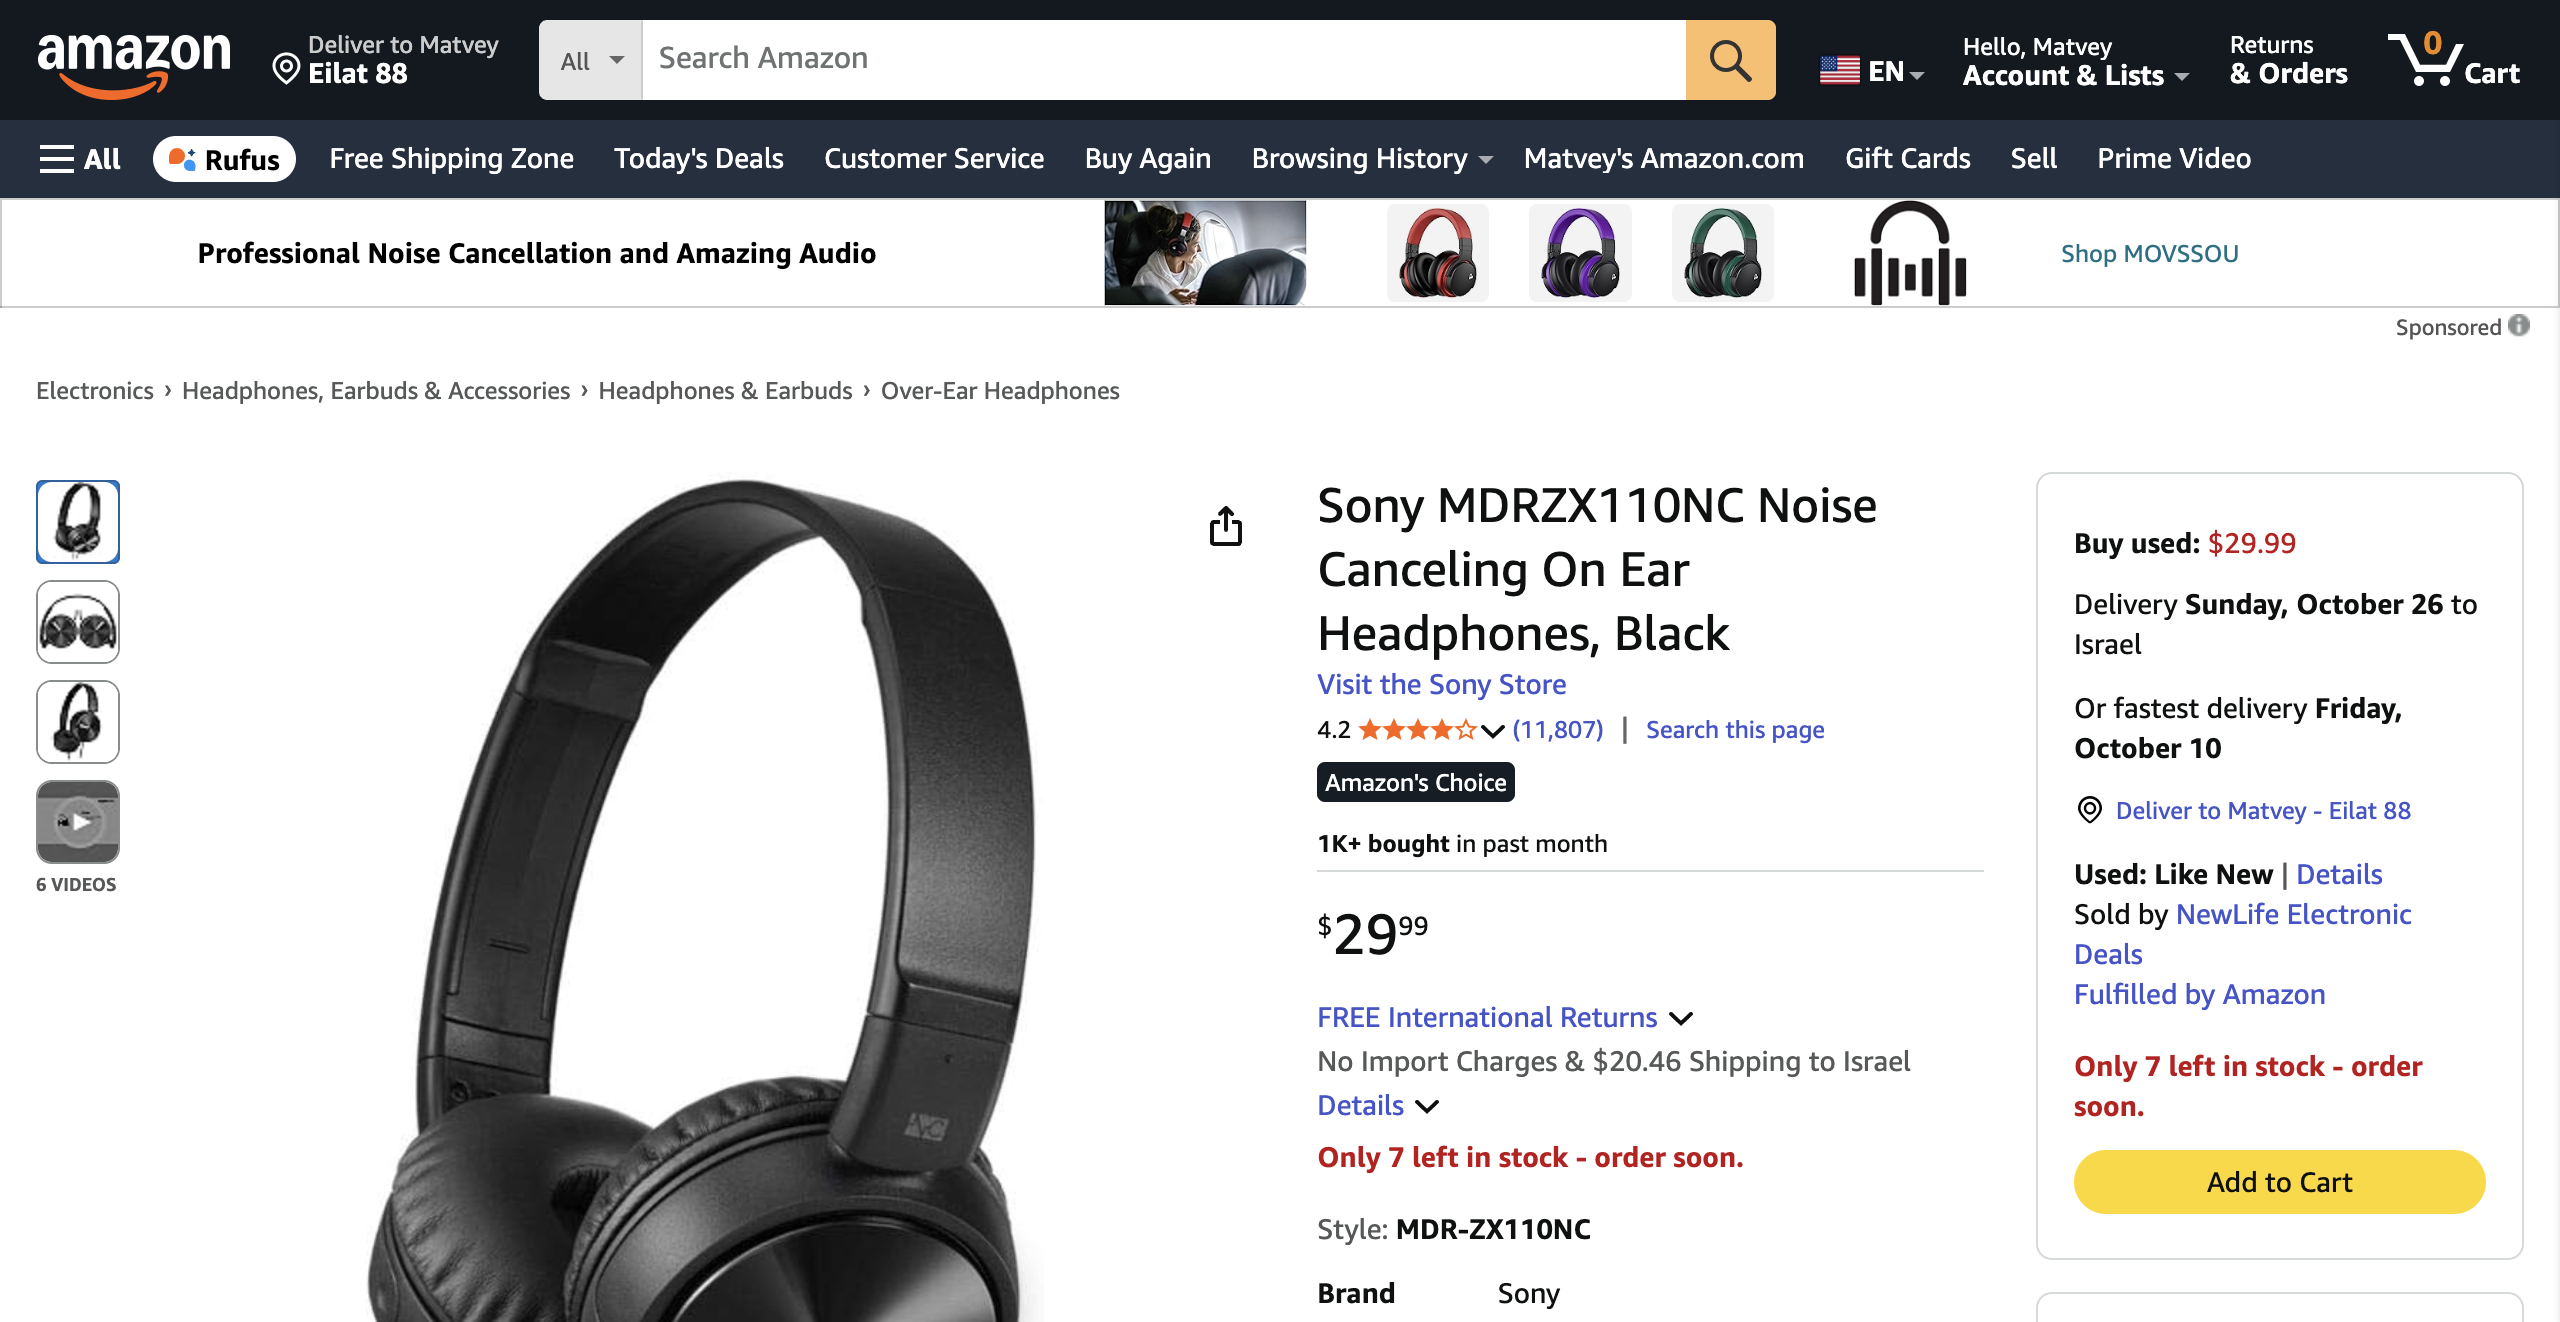 amazon
Deliver to Matvey
Eilat 88
All
Search Amazon
EN
Hello, Matvey
Account & Lists
Returns
& Orders
0
Cart
All
Rufus
Free Shipping Zone
Today's Deals
Customer Service
Buy Again
Browsing History
Matvey's Amazon.com
Gift Cards
Sell
Prime Video
Professional Noise Cancellation and Amazing Audio
Shop MOVSSOU
Sponsored
Electronics › Headphones, Earbuds & Accessories › Headphones & Earbuds › Over-Ear Headphones
6 VIDEOS
NC
Sony MDRZX110NC Noise
Canceling On Ear
Headphones, Black
Visit the Sony Store
4.2 (11,807) | Search this page
Amazon's Choice
1K+ bought in past month
$29.99
FREE International Returns
No Import Charges & $20.46 Shipping to Israel
Details
Only 7 left in stock - order soon.
Style: MDR-ZX110NC
Brand Sony
Buy used: $29.99
Delivery Sunday, October 26 to
Israel
Or fastest delivery Friday,
October 10
Deliver to Matvey - Eilat 88
Used: Like New | Details
Sold by NewLife Electronic
Deals
Fulfilled by Amazon
Only 7 left in stock - order
soon.
Add to Cart